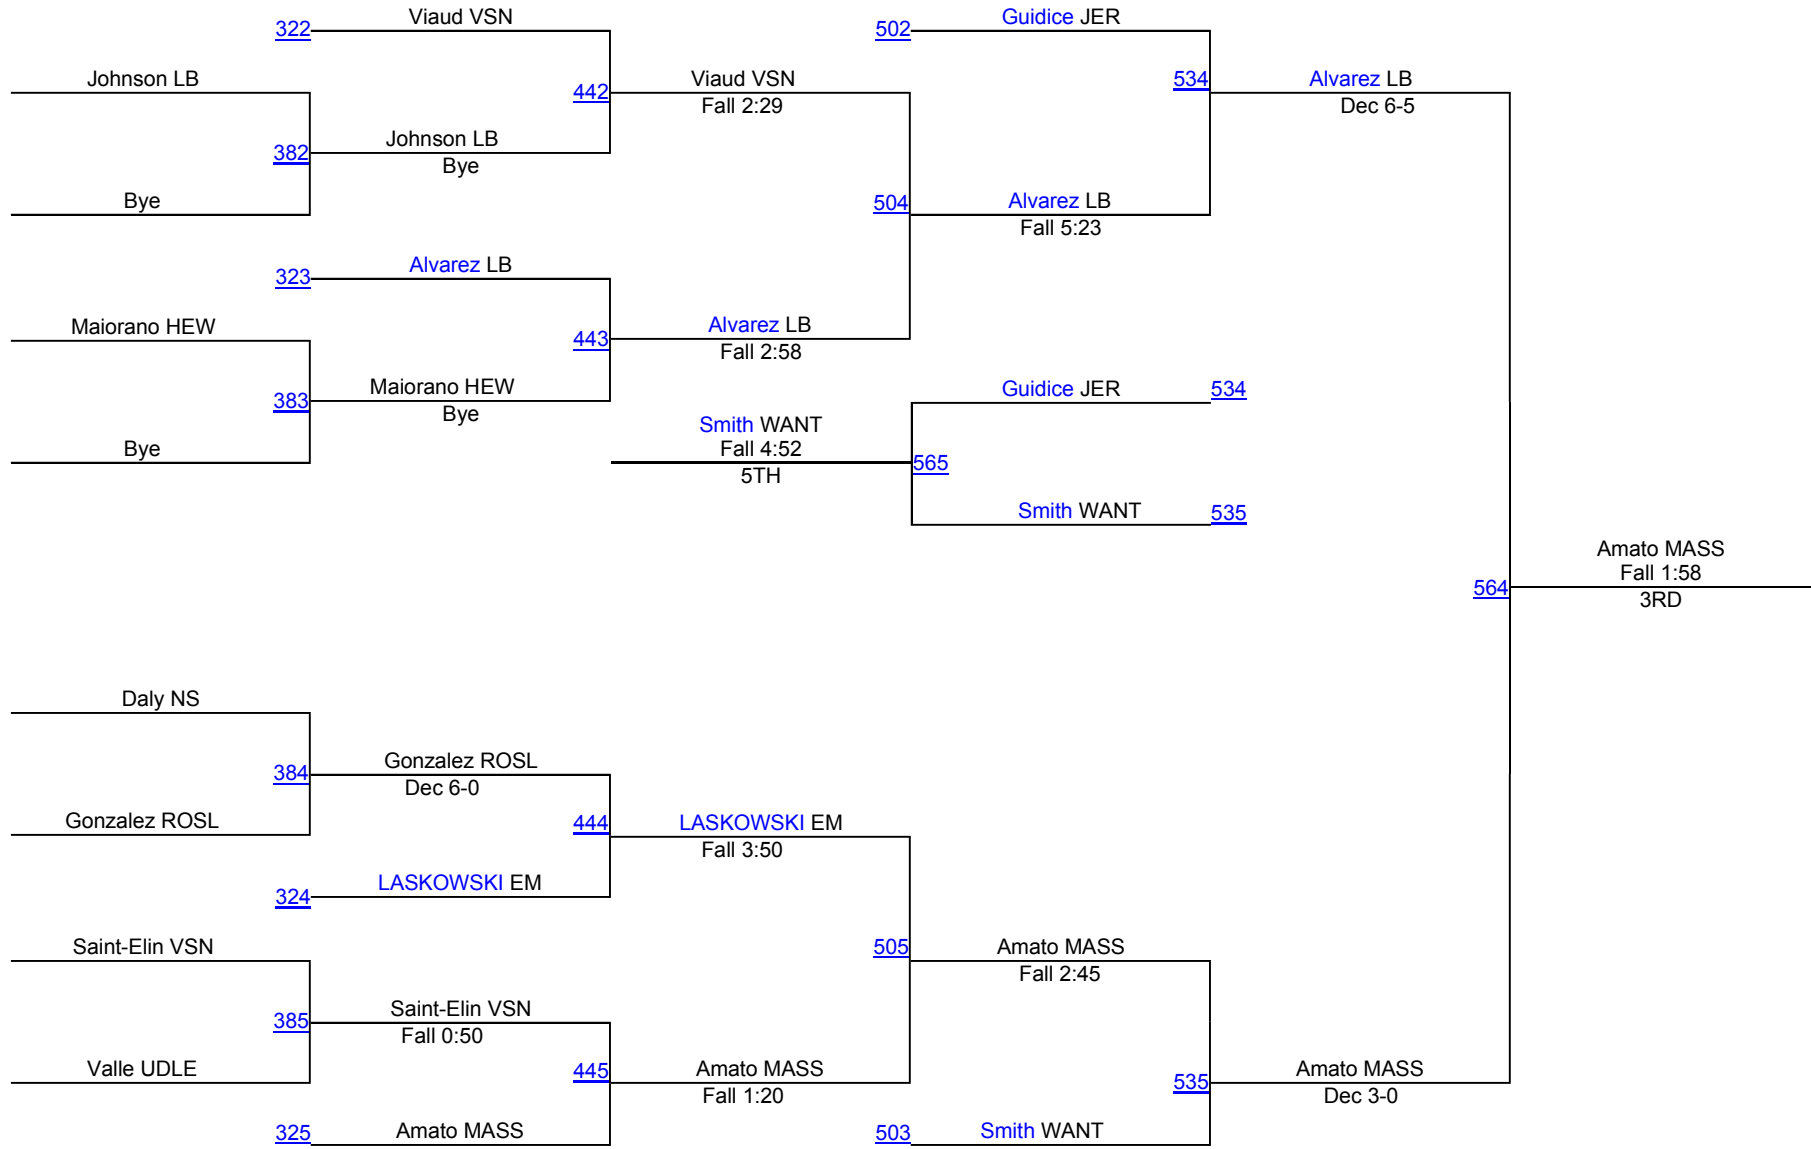 Viaud VSN
322
Guidice JER
502
Johnson LB
442
Viaud VSN
Fall 2:29
534
Alvarez LB
Dec 6-5
382
Johnson LB
Bye
Bye
504
Alvarez LB
Fall 5:23
323
Alvarez LB
Maiorano HEW
443
Alvarez LB
Fall 2:58
383
Maiorano HEW
Bye
Guidice JER
534
Bye
Smith WANT
Fall 4:52
5TH
565
Smith WANT
535
564
Amato MASS
Fall 1:58
3RD
Daly NS
384
Gonzalez ROSL
Dec 6-0
Gonzalez ROSL
444
LASKOWSKI EM
Fall 3:50
324
LASKOWSKI EM
Saint-Elin VSN
505
Amato MASS
Fall 2:45
385
Saint-Elin VSN
Fall 0:50
Valle UDLE
445
Amato MASS
Fall 1:20
535
Amato MASS
Dec 3-0
325
Amato MASS
503
Smith WANT